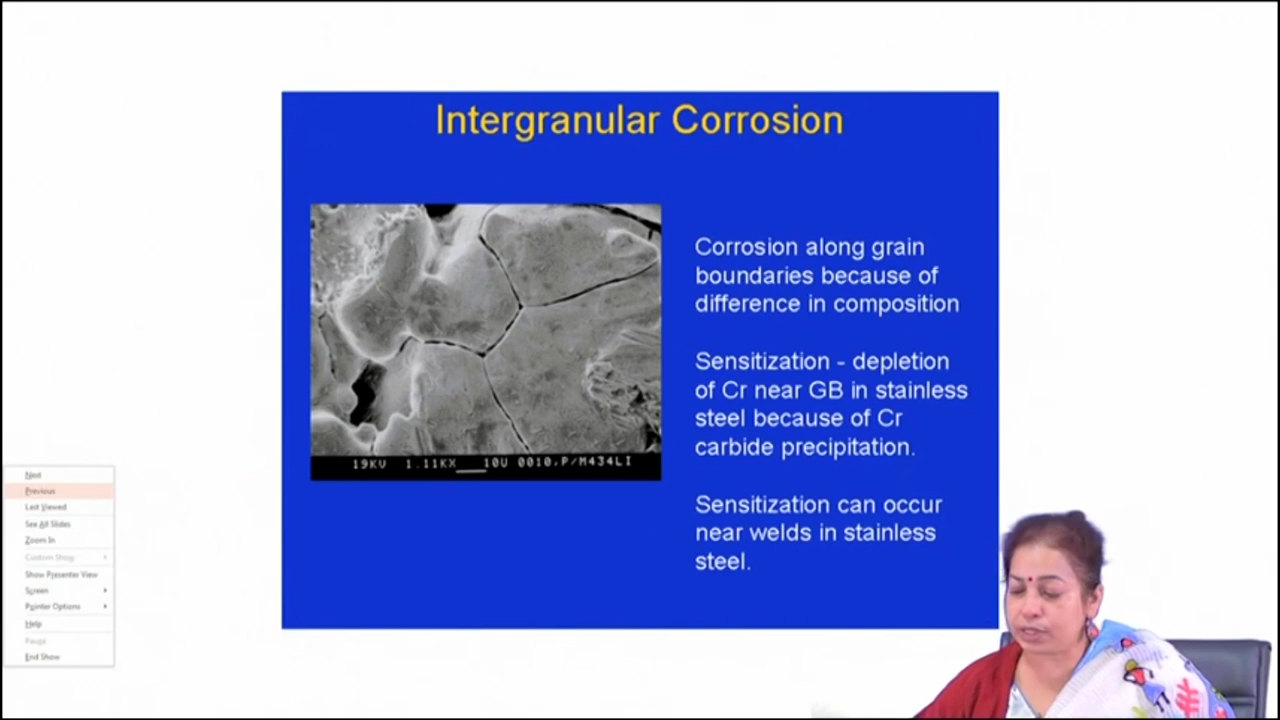 Intergranular Corrosion
Corrosion along grain
boundaries because of
difference in composition
Sensitization - depletion
of Cr near GB in stainless
steel because of Cr
carbide precipitation.
Sensitization can occur
near welds in stainless
steel.
19KV 1.11KX 10U 0010,P/M434LI
Next
Previous
Last Viewed
See All Slides
Zoom In
Custom Show
Show Presenter View
Screen
Pointer Options
Help
Pause
End Show